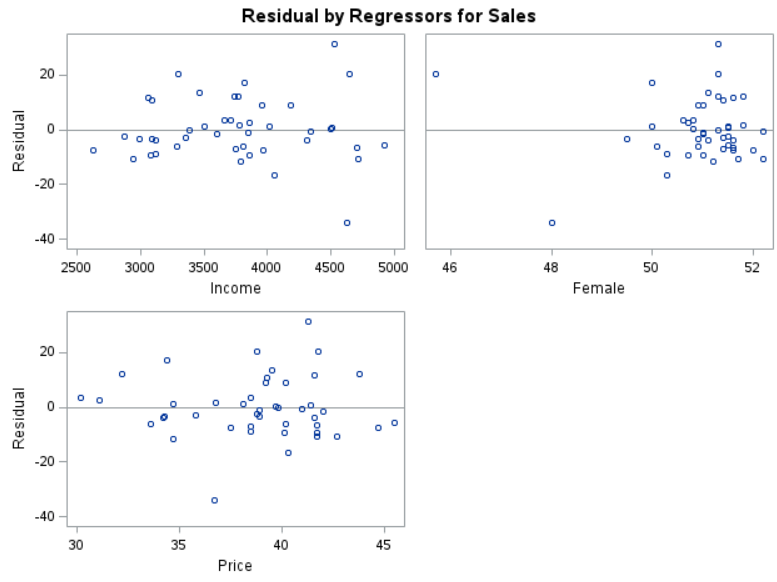 Residual by Regressors for Sales
Residual
20
0
-20
-40
2500 3000 3500 4000 4500 5000
Income
46 48 50 52
Female
Residual
20
0
-20
-40
30 35 40 45
Price